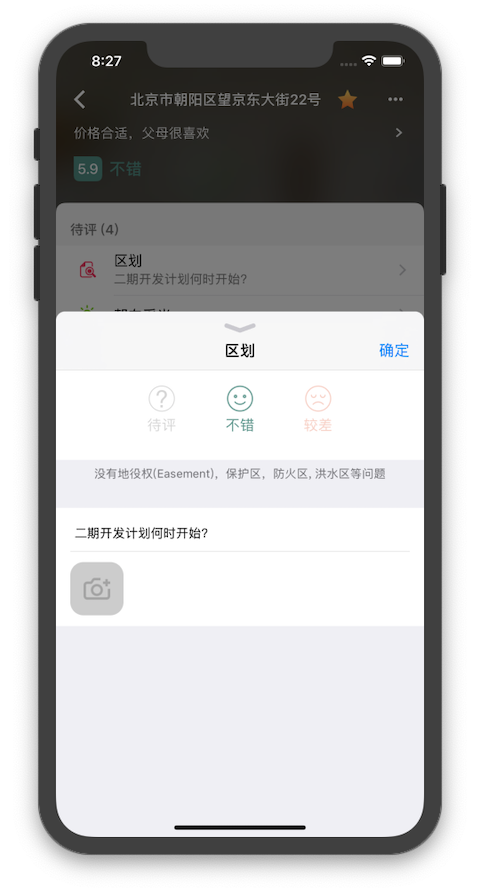 8:27
北京市朝阳区望京东大街22号
价格合适，父母很喜欢
5.9 不错
待评 (4)
区划
二期开发计划何时开始?
区划
确定
待评 不错 较差
没有地役权(Easement)，保护区，防火区, 洪水区等问题
二期开发计划何时开始?